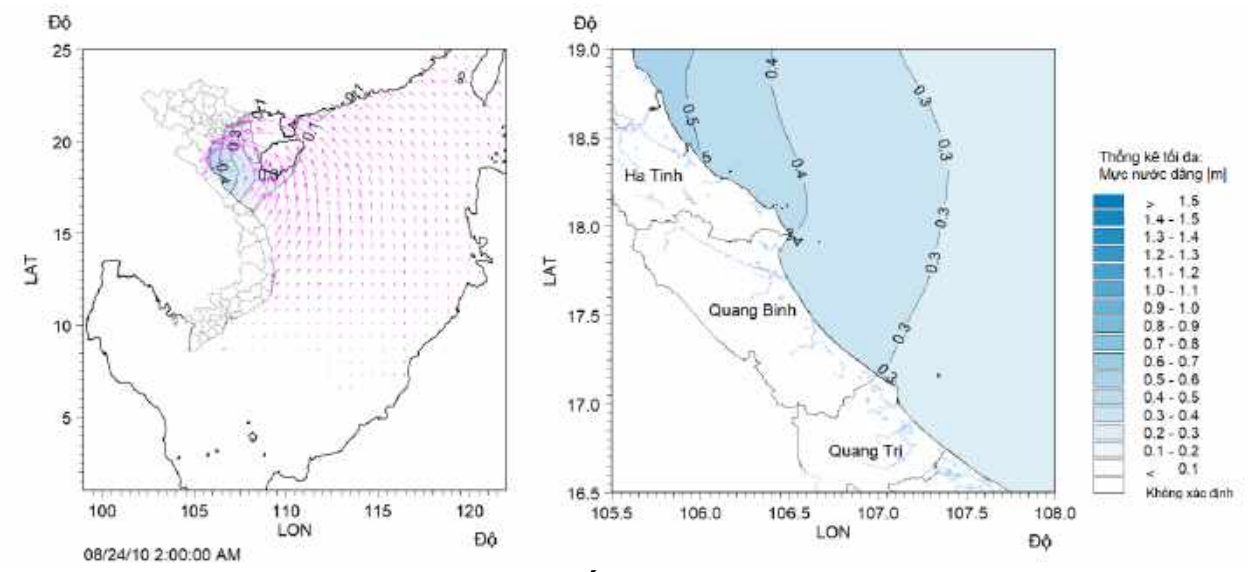 Độ
25
20
15
10
5
LAT
0.1
0.3
0.4
0.1
0.1
100
105
110
115
120
LON
Độ
08/24/10 2:00:00 AM
Độ
19.0
18.5
18.0
17.5
17.0
16.5
LAT
0.4
0.3
0.5
0.3
0.4
Ha Tinh
0.3
0.3
Quang Binh
0.3
Quang Tri
105.5
106.0
106.5
107.0
107.5
108.0
LON
Độ
Thống kê tối đa:
Mực nước dâng [m]
> 1.5
1.4 - 1.5
1.3 - 1.4
1.2 - 1.3
1.1 - 1.2
1.0 - 1.1
0.9 - 1.0
0.8 - 0.9
0.7 - 0.8
0.6 - 0.7
0.5 - 0.6
0.4 - 0.5
0.3 - 0.4
0.2 - 0.3
0.1 - 0.2
< 0.1
Không xác định